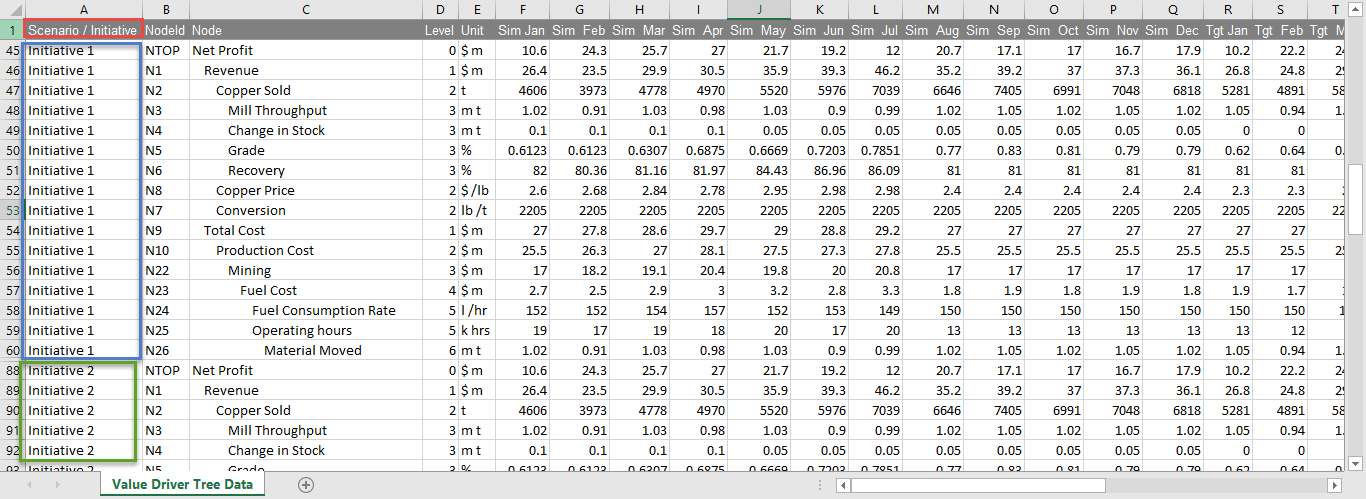 A B C D E F G H I J K L M N O P Q R S T
1 Scenario / Initiative NodeId Node Level Unit Sim Jan Sim Feb Sim Mar Sim Apr Sim May Sim Jun Sim Jul Sim Aug Sim Sep Sim Oct Sim Nov Sim Dec Tgt Jan Tgt Feb Tgt M
45 Initiative 1 NTOP Net Profit 0 $ m 10.6 24.3 25.7 27 21.7 19.2 12 20.7 17.1 17 16.7 17.9 10.2 22.2 24
46 Initiative 1 N1 Revenue 1 $ m 26.4 23.5 29.9 30.5 35.9 39.3 46.2 35.2 39.2 37 37.3 36.1 26.8 24.8 29
47 Initiative 1 N2 Copper Sold 2 t 4606 3973 4778 4970 5520 5976 7039 6646 7405 6991 7048 6818 5281 4891 58
48 Initiative 1 N3 Mill Throughput 3 m t 1.02 0.91 1.03 0.98 1.03 0.9 0.99 1.02 1.05 1.02 1.05 1.02 1.05 0.94 1.
49 Initiative 1 N4 Change in Stock 3 m t 0.1 0.1 0.1 0.1 0.05 0.05 0.05 0.05 0.05 0.05 0.05 0.05 0 0
50 Initiative 1 N5 Grade 3 % 0.6123 0.6123 0.6307 0.6875 0.6669 0.7203 0.7851 0.77 0.83 0.81 0.79 0.79 0.62 0.64 0.
51 Initiative 1 N6 Recovery 3 % 82 80.36 81.16 81.97 84.43 86.96 86.09 81 81 81 81 81 81 81
52 Initiative 1 N8 Copper Price 2 $ /lb 2.6 2.68 2.84 2.78 2.95 2.98 2.98 2.4 2.4 2.4 2.4 2.4 2.3 2.3
53 Initiative 1 N7 Conversion 2 lb /t 2205 2205 2205 2205 2205 2205 2205 2205 2205 2205 2205 2205 2205 2205 22
54 Initiative 1 N9 Total Cost 1 $ m 27 27.8 28.6 29.7 29 28.8 29.2 27 27 27 27 27 27 27
55 Initiative 1 N10 Production Cost 2 $ m 25.5 26.3 27 28.1 27.5 27.3 27.8 25.5 25.5 25.5 25.5 25.5 25.5 25.5 25
56 Initiative 1 N22 Mining 3 $ m 17 18.2 19.1 20.4 19.8 20 20.8 17 17 17 17 17 17 17
57 Initiative 1 N23 Fuel Cost 4 $ m 2.7 2.5 2.9 3 3.2 2.8 3.3 1.8 1.9 1.8 1.9 1.8 1.9 1.7
58 Initiative 1 N24 Fuel Consumption Rate 5 l /hr 152 152 154 157 152 153 149 150 150 150 150 150 150 150 1
59 Initiative 1 N25 Operating hours 5 k hrs 19 17 19 18 20 17 20 13 13 13 13 13 13 12
60 Initiative 1 N26 Material Moved 6 m t 1.02 0.91 1.03 0.98 1.03 0.9 0.99 1.02 1.05 1.02 1.05 1.02 1.05 0.94 1.
88 Initiative 2 NTOP Net Profit 0 $ m 10.6 24.3 25.7 27 21.7 19.2 12 20.7 17.1 17 16.7 17.9 10.2 22.2 24
89 Initiative 2 N1 Revenue 1 $ m 26.4 23.5 29.9 30.5 35.9 39.3 46.2 35.2 39.2 37 37.3 36.1 26.8 24.8 29
90 Initiative 2 N2 Copper Sold 2 t 4606 3973 4778 4970 5520 5976 7039 6646 7405 6991 7048 6818 5281 4891 58
91 Initiative 2 N3 Mill Throughput 3 m t 1.02 0.91 1.03 0.98 1.03 0.9 0.99 1.02 1.05 1.02 1.05 1.02 1.05 0.94 1.
92 Initiative 2 N4 Change in Stock 3 m t 0.1 0.1 0.1 0.1 0.05 0.05 0.05 0.05 0.05 0.05 0.05 0.05 0 0
93 Initiative 2 N5 Grade 3 % 0.6123 0.6123 0.6307 0.6875 0.6669 0.7203 0.7851 0.77 0.83 0.81 0.79 0.79 0.62 0.64 0.
Value Driver Tree Data